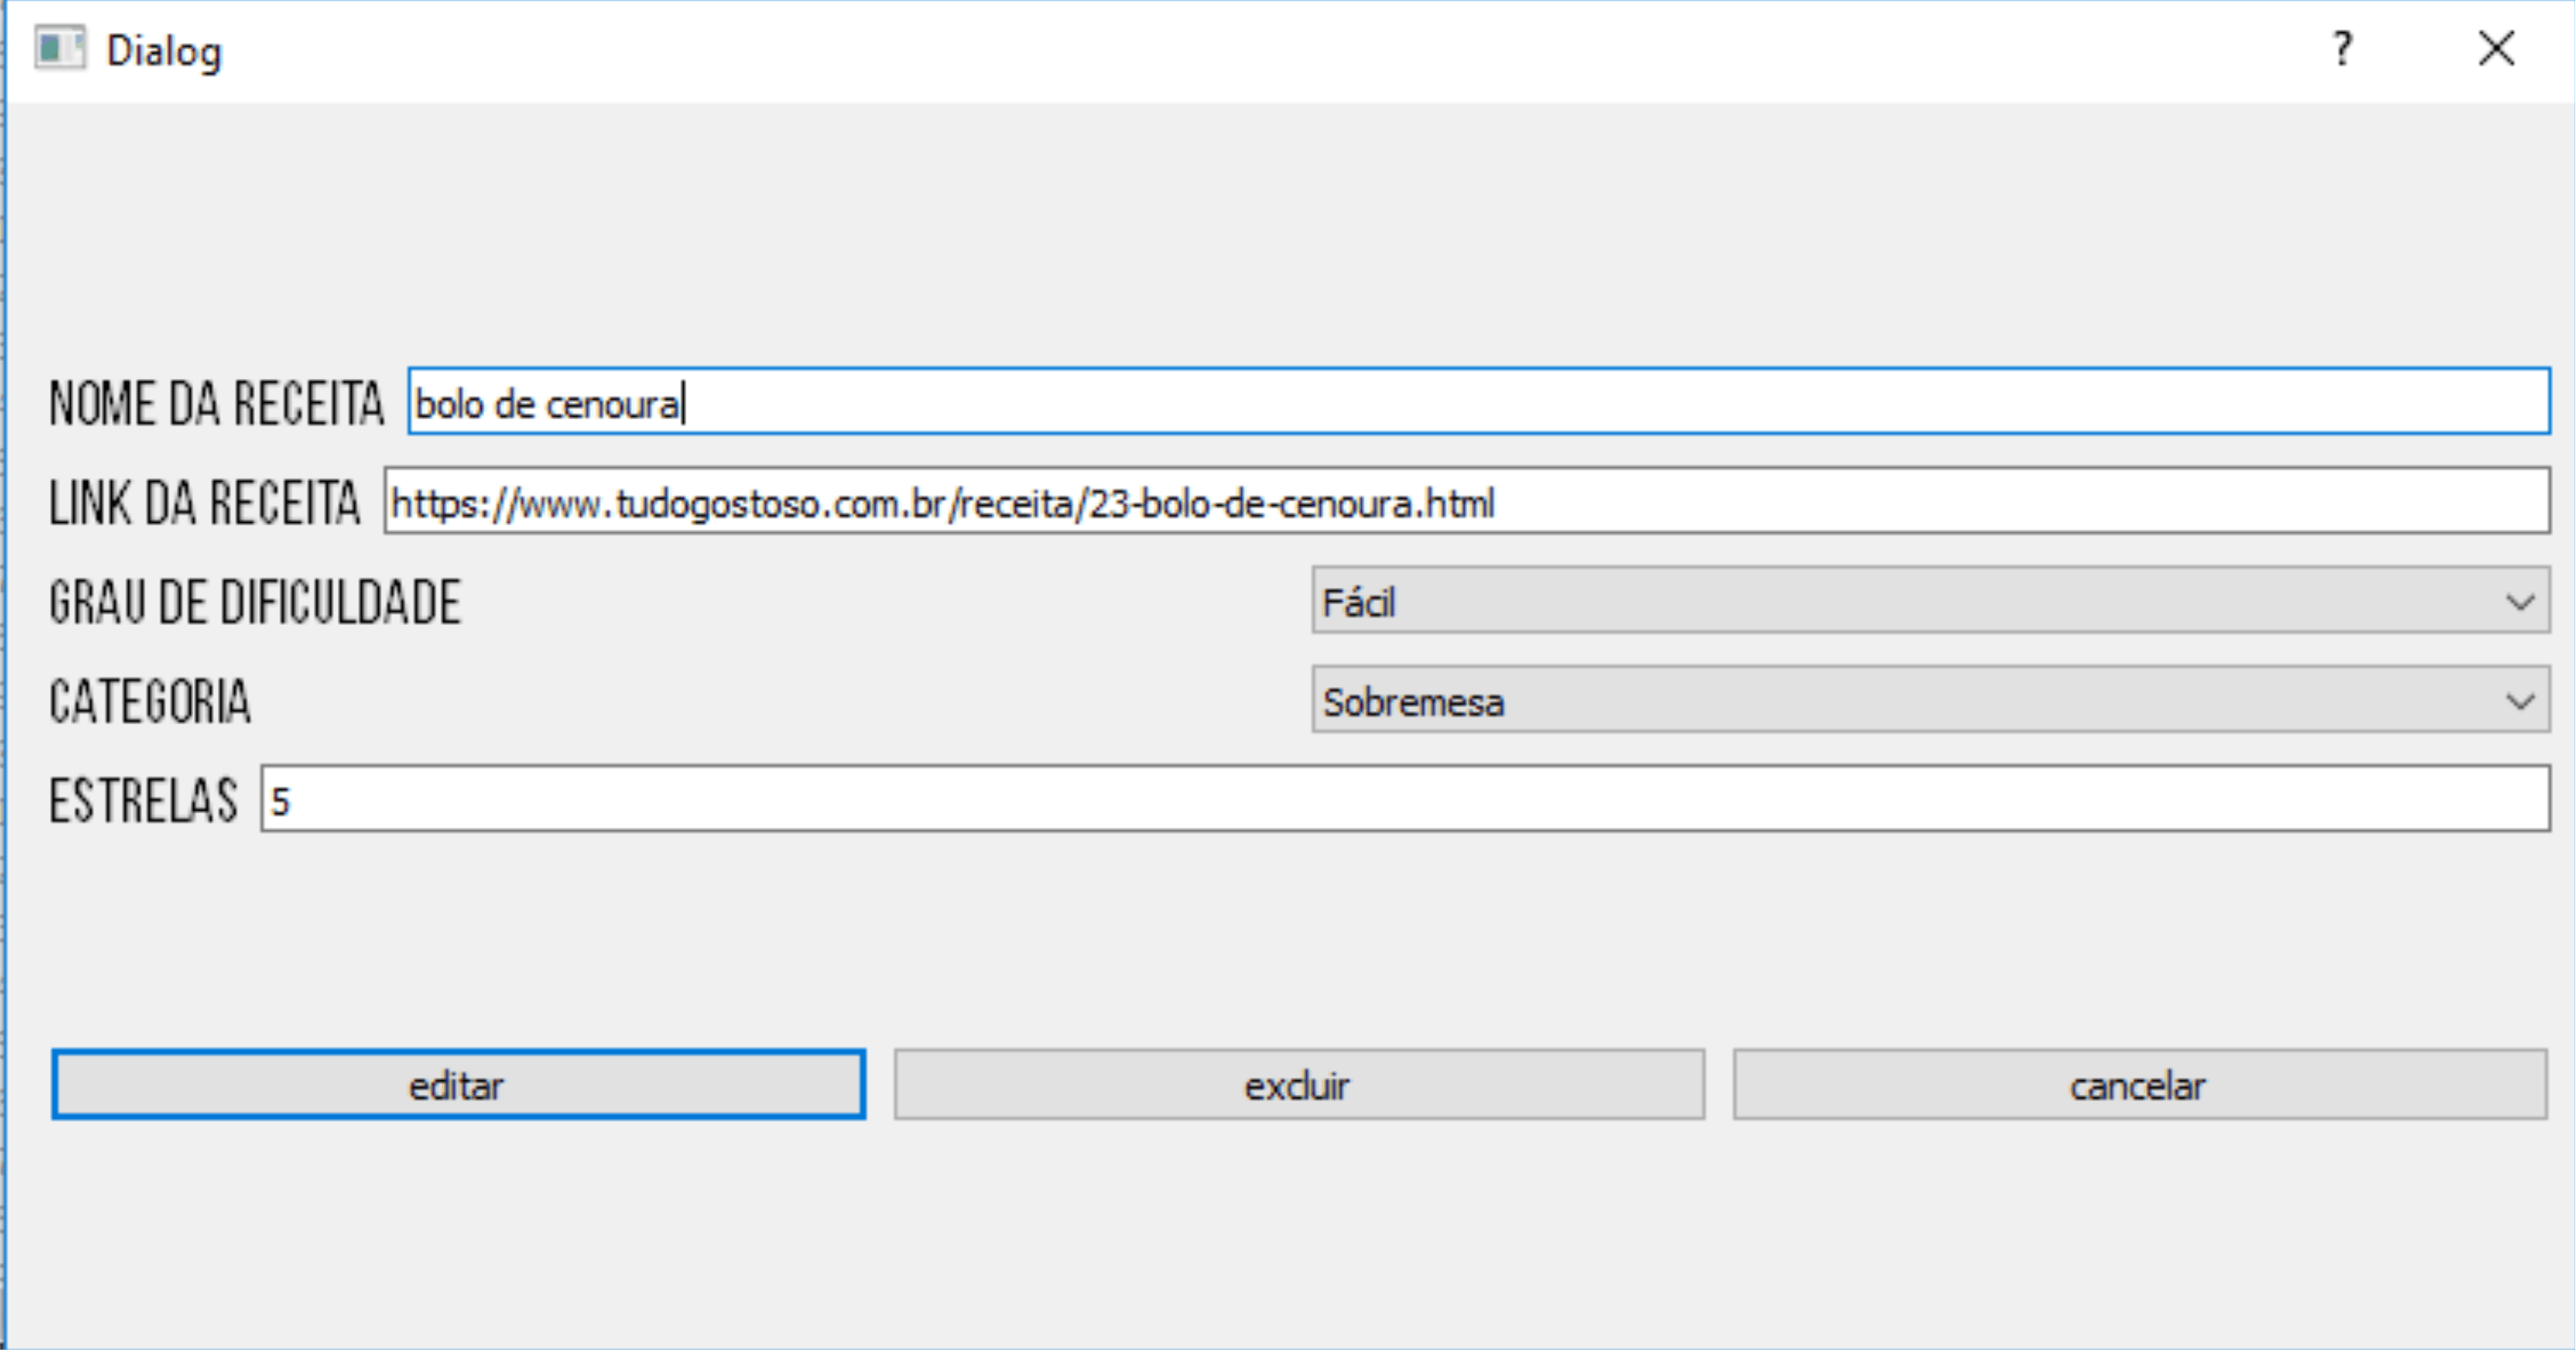 Dialog ?
NOME DA RECEITA bolo de cenoura
LINK DA RECEITA https://www.tudogostoso.com.br/receita/23-bolo-de-cenoura.html
GRAU DE DIFICULDADE Fácil
CATEGORIA Sobremesa
ESTRELAS 5
editar excluir cancelar